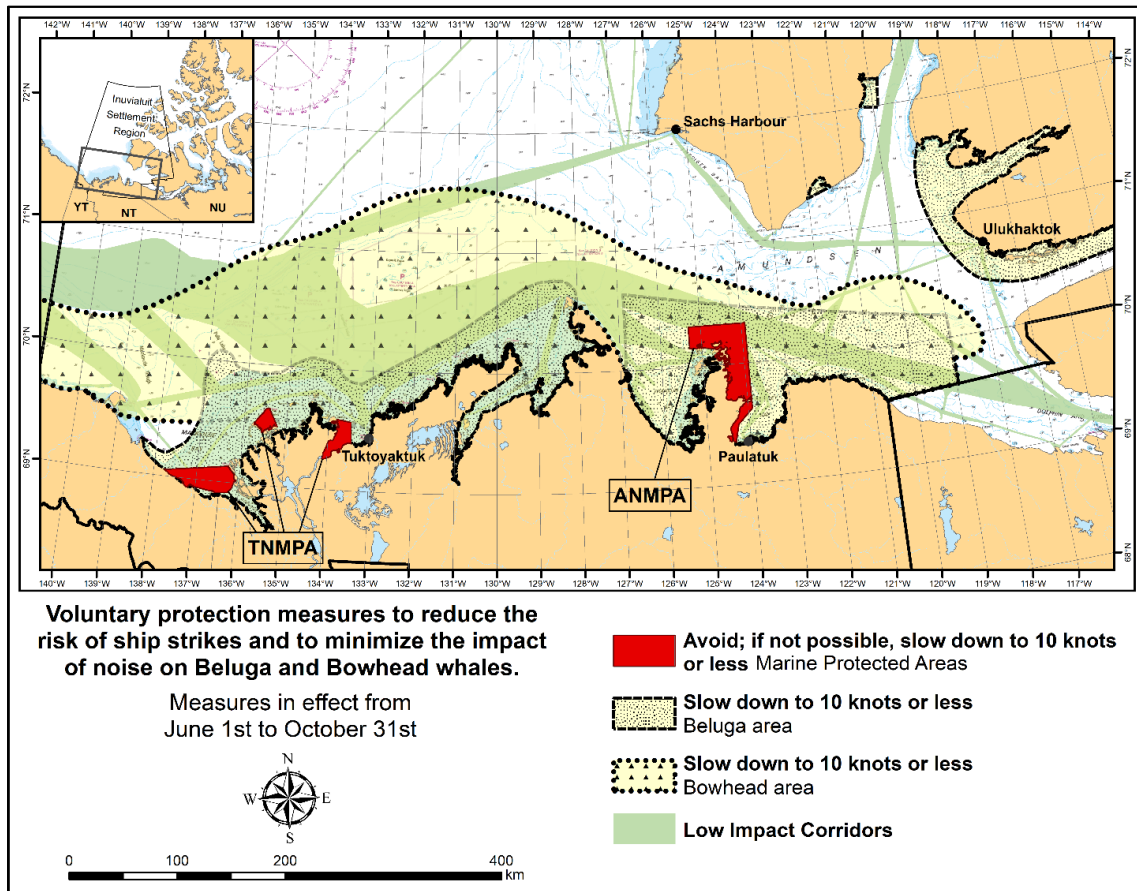 142°W 141°W 140°W 139°W 138°W 137°W 136°W 135°W 134°W 133°W 132°W 131°W 130°W 129°W 128°W 127°W 126°W 125°W 124°W 123°W 122°W 121°W 120°W 119°W 118°W 117°W 116°W 115°W 114°W
72°N
71°N
70°N
69°N
72°N
71°N
70°N
69°N
68°N
Inuvialuit
Settlement
Region
YT
NT
NU
Sachs Harbour
Ulukhaktok
AMUNDSEN
Tuktoyaktuk
Paulatuk
ANMPA
TNMPA
DOLPHIN
140°W 139°W 138°W 137°W 136°W 135°W 134°W 133°W 132°W 131°W 130°W 129°W 128°W 127°W 126°W 125°W 124°W 123°W 122°W 121°W 120°W 119°W 118°W 117°W
Voluntary protection measures to reduce the
risk of ship strikes and to minimize the impact
of noise on Beluga and Bowhead whales.
Measures in effect from
June 1st to October 31st
N
W E
S
0 100 200 400
km
Avoid; if not possible, slow down to 10 knots
or less Marine Protected Areas
Slow down to 10 knots or less
Beluga area
Slow down to 10 knots or less
Bowhead area
Low Impact Corridors